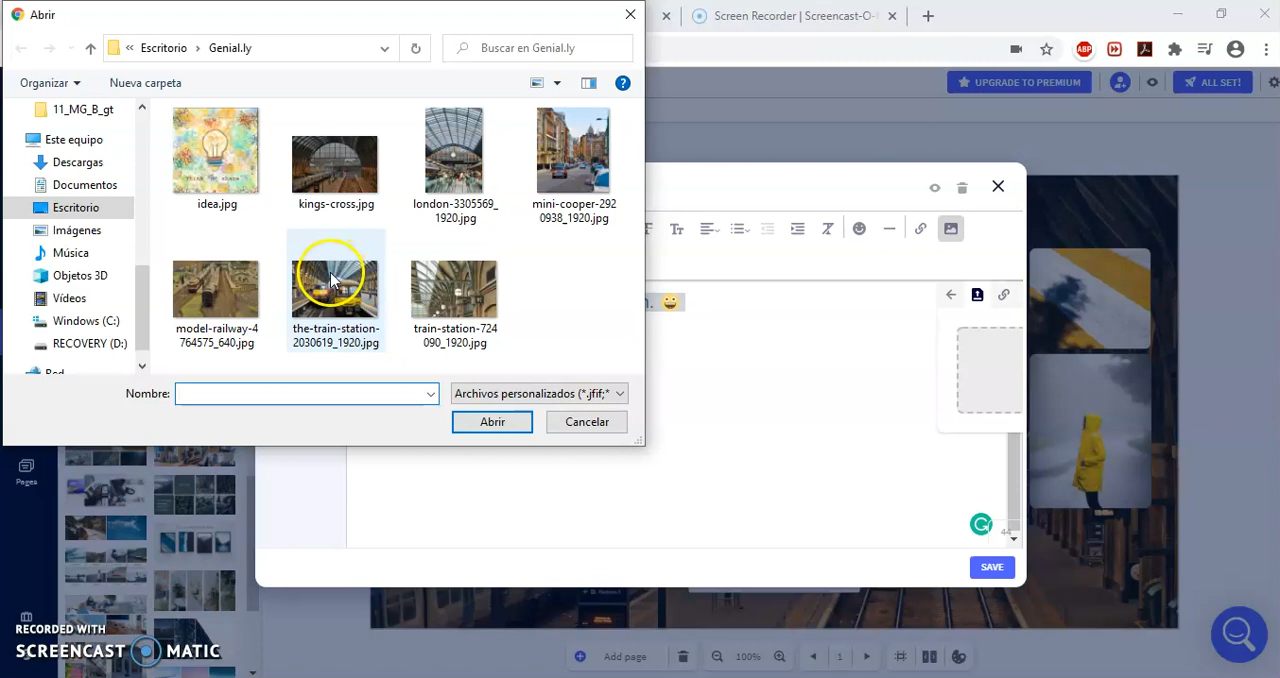 Abrir
Screen Recorder | Screencast-O-
Escritorio
Genial.ly
Buscar en Genial.ly
Organizar
Nueva carpeta
UPGRADE TO PREMIUM
ALL SET!
11_MG_B_gt
Este equipo
Descargas
Documentos
Escritorio
Imágenes
Música
Objetos 3D
Vídeos
Windows (C:)
RECOVERY (D:)
Red
idea.jpg
kings-cross.jpg
london-3305569_
1920.jpg
mini-cooper-292
0938_1920.jpg
model-railway-4
764575_640.jpg
the-train-station-
2030619_1920.jpg
train-station-724
090_1920.jpg
Nombre:
Archivos personalizados (*.jfif;*
Abrir
Cancelar
ABP
Pages
44
SAVE
RECORDED WITH
SCREENCAST MATIC
Add page
100%
1